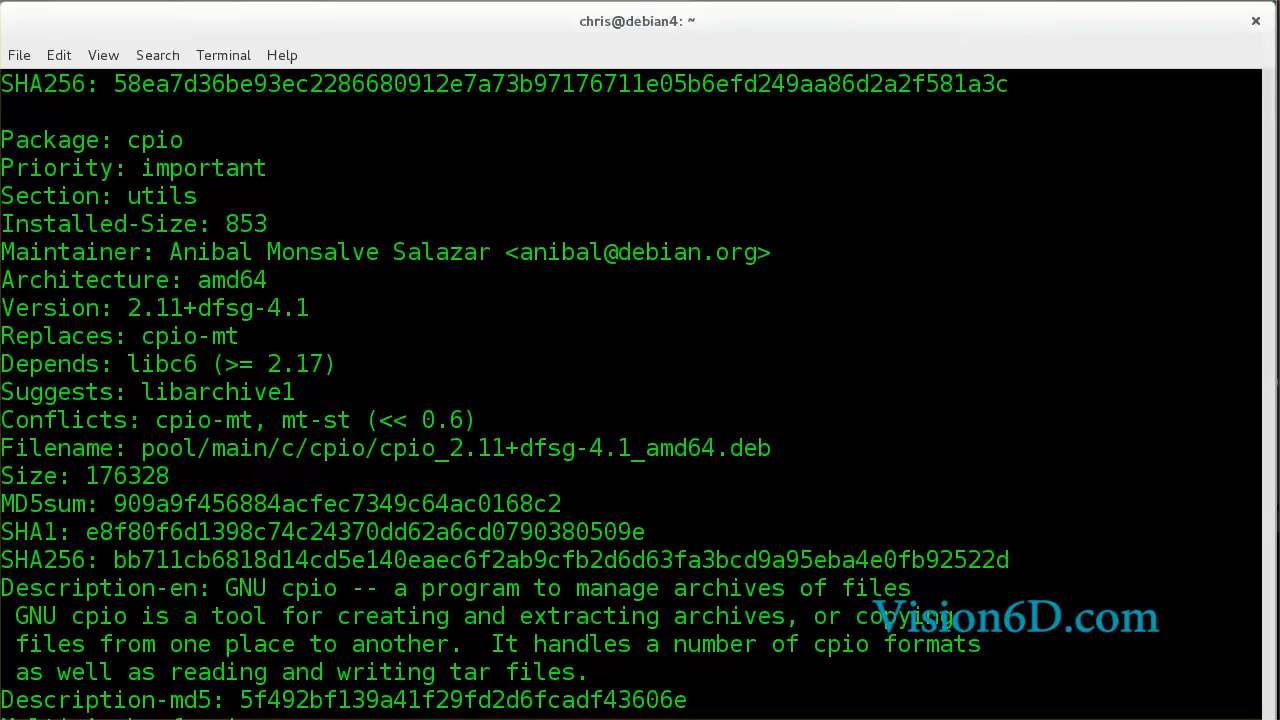 chris@debian4: ~
File Edit View Search Terminal Help
SHA256: 58ea7d36be93ec2286680912e7a73b97176711e05b6efd249aa86d2a2f581a3c
Package: cpio
Priority: important
Section: utils
Installed-Size: 853
Maintainer: Anibal Monsalve Salazar <anibal@debian.org>
Architecture: amd64
Version: 2.11+dfsg-4.1
Replaces: cpio-mt
Depends: libc6 (>= 2.17)
Suggests: libarchive1
Conflicts: cpio-mt, mt-st (<< 0.6)
Filename: pool/main/c/cpio/cpio_2.11+dfsg-4.1_amd64.deb
Size: 176328
MD5sum: 909a9f456884acfec7349c64ac0168c2
SHA1: e8f80f6d1398c74c24370dd62a6cd0790380509e
SHA256: bb711cb6818d14cd5e140eaec6f2ab9cfb2d6d63fa3bcd9a95eba4e0fb92522d
Description-en: GNU cpio -- a program to manage archives of files
GNU cpio is a tool for creating and extracting archives, or copying
Vision6D.com
files from one place to another.  It handles a number of cpio formats
as well as reading and writing tar files.
Description-md5: 5f492bf139a41f29fd2d6fcadf43606e